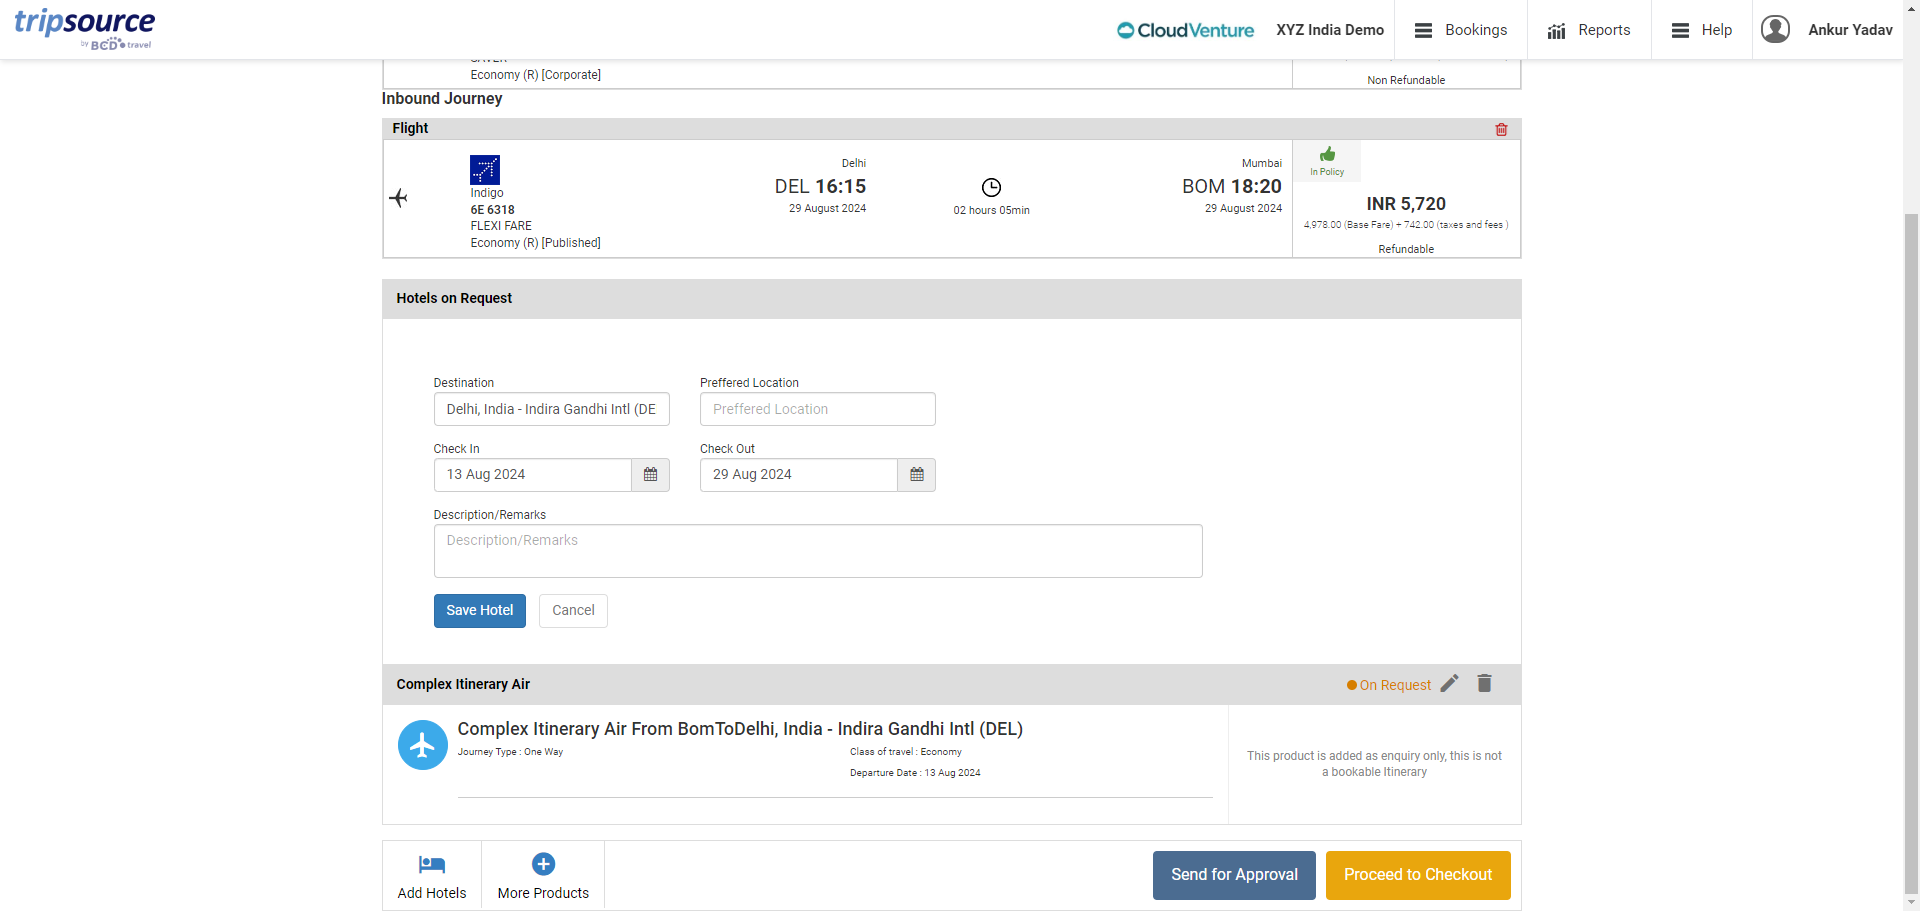 tripsource
by BCD travel
CloudVenture
XYZ India Demo
Bookings
Reports
Help
Ankur Yadav
SAVER
Economy (R) [Corporate]
Non Refundable
Inbound Journey
Flight
Indigo
6E 6318
FLEXI FARE
Economy (R) [Published]
Delhi
DEL 16:15
29 August 2024
02 hours 05min
Mumbai
BOM 18:20
29 August 2024
In Policy
INR 5,720
4,978.00 (Base Fare) + 742.00 (taxes and fees )
Refundable
Hotels on Request
Destination
Delhi, India - Indira Gandhi Intl (DE
Preffered Location
Preffered Location
Check In
13 Aug 2024
Check Out
29 Aug 2024
Description/Remarks
Description/Remarks
Save Hotel
Cancel
Complex Itinerary Air
On Request
Complex Itinerary Air From BomToDelhi, India - Indira Gandhi Intl (DEL)
Journey Type : One Way
Class of travel : Economy
Departure Date : 13 Aug 2024
This product is added as enquiry only, this is not
a bookable Itinerary
Add Hotels
More Products
Send for Approval
Proceed to Checkout